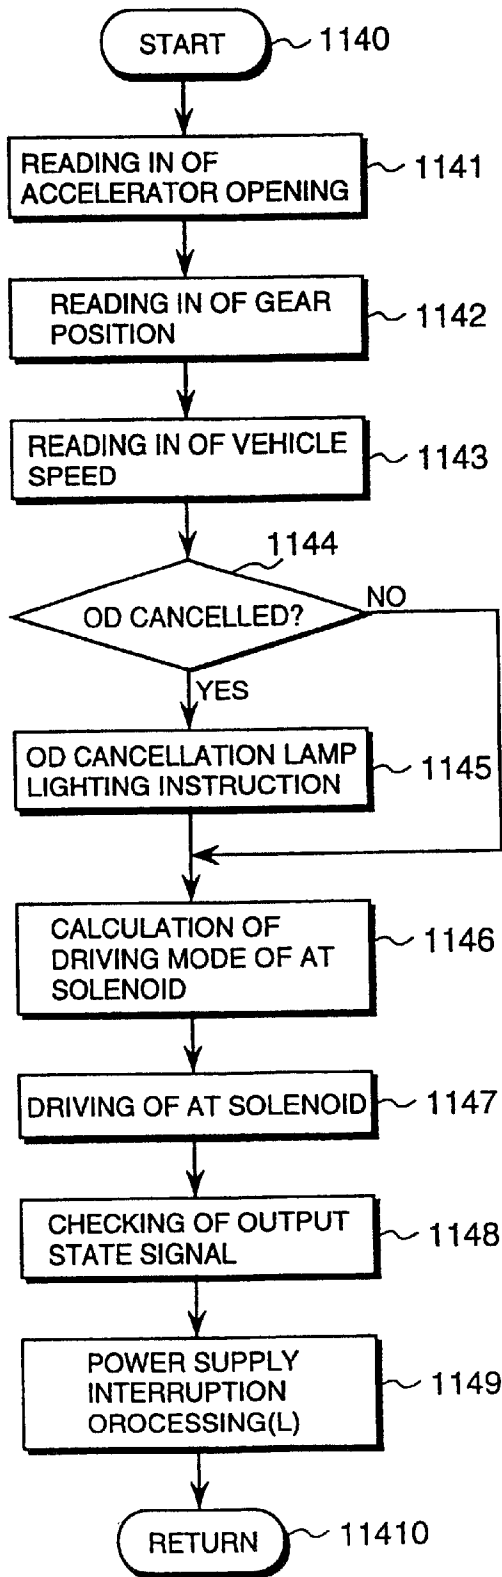 START 1140
READING IN OF
ACCELERATOR OPENING 1141
READING IN OF GEAR
POSITION 1142
READING IN OF VEHICLE
SPEED 1143
1144
OD CANCELLED? NO
YES
OD CANCELLATION LAMP
LIGHTING INSTRUCTION 1145
CALCULATION OF
DRIVING MODE OF AT
SOLENOID 1146
DRIVING OF AT SOLENOID 1147
CHECKING OF OUTPUT
STATE SIGNAL 1148
POWER SUPPLY
INTERRUPTION
OROCESSING(L) 1149
RETURN 11410